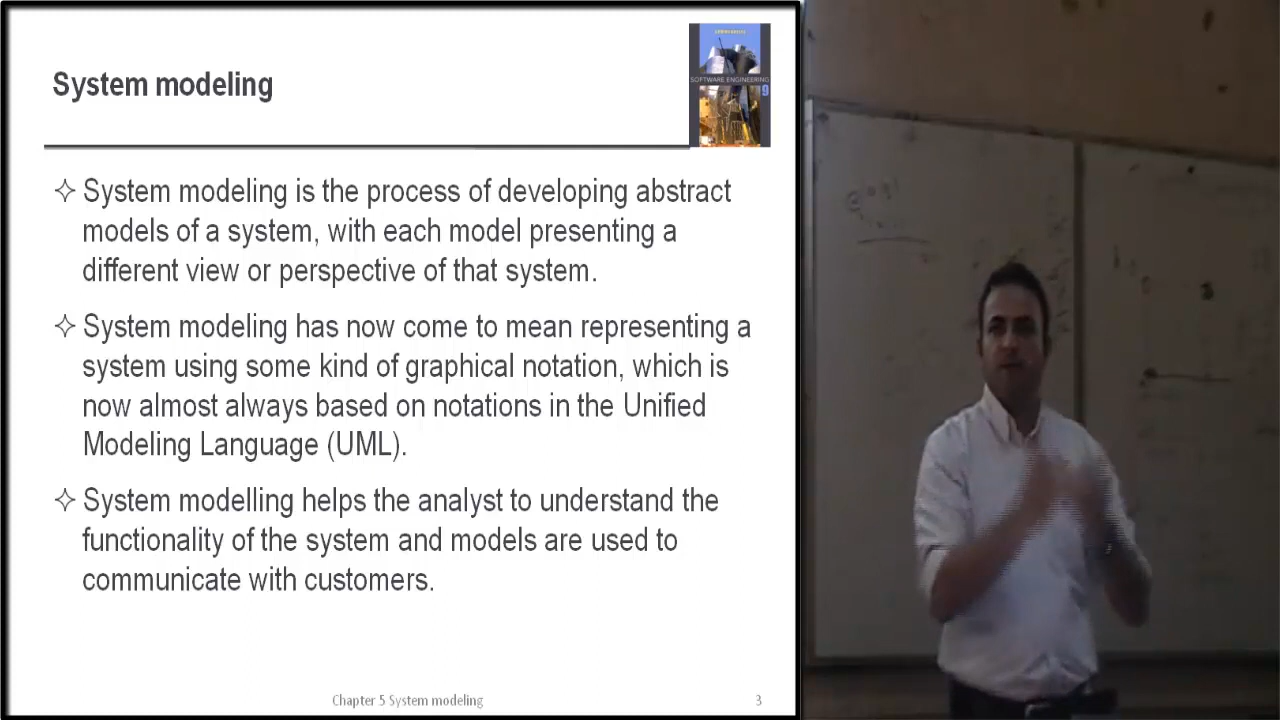 System modeling
SOFTWARE ENGINEERING
9
✧ System modeling is the process of developing abstract
models of a system, with each model presenting a
different view or perspective of that system.
✧ System modeling has now come to mean representing a
system using some kind of graphical notation, which is
now almost always based on notations in the Unified
Modeling Language (UML).
✧ System modelling helps the analyst to understand the
functionality of the system and models are used to
communicate with customers.
Chapter 5 System modeling
3